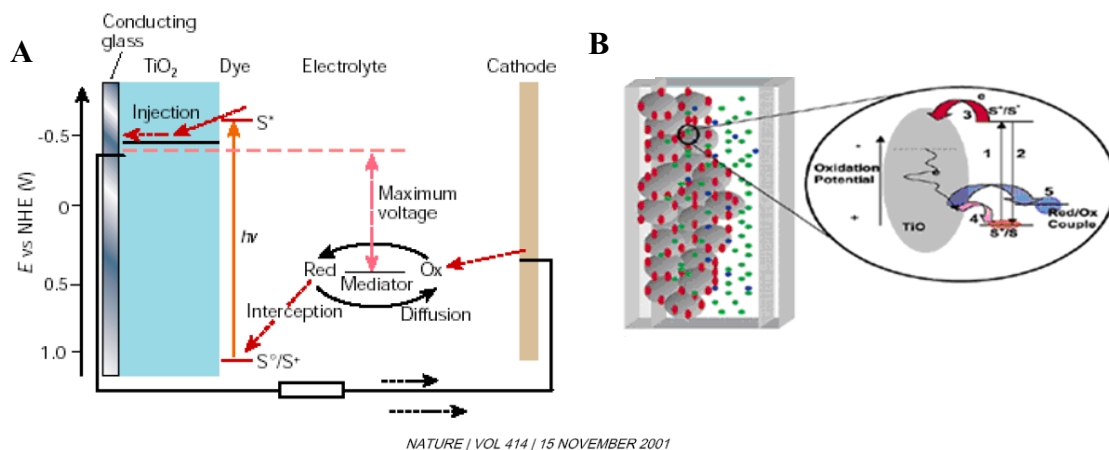 A
Conducting
glass
TiO2
Dye
Electrolyte
Cathode
Injection
S*
-0.5
0
0.5
1.0
E vs NHE (V)
hν
Maximum
voltage
Red
Ox
Mediator
Interception
Diffusion
S°/S+
B
e
S+/S*
3
1
2
-
Oxidation
Potential
+
e
5
Red/Ox
Couple
4
S+/S
TiO
NATURE | VOL 414 | 15 NOVEMBER 2001